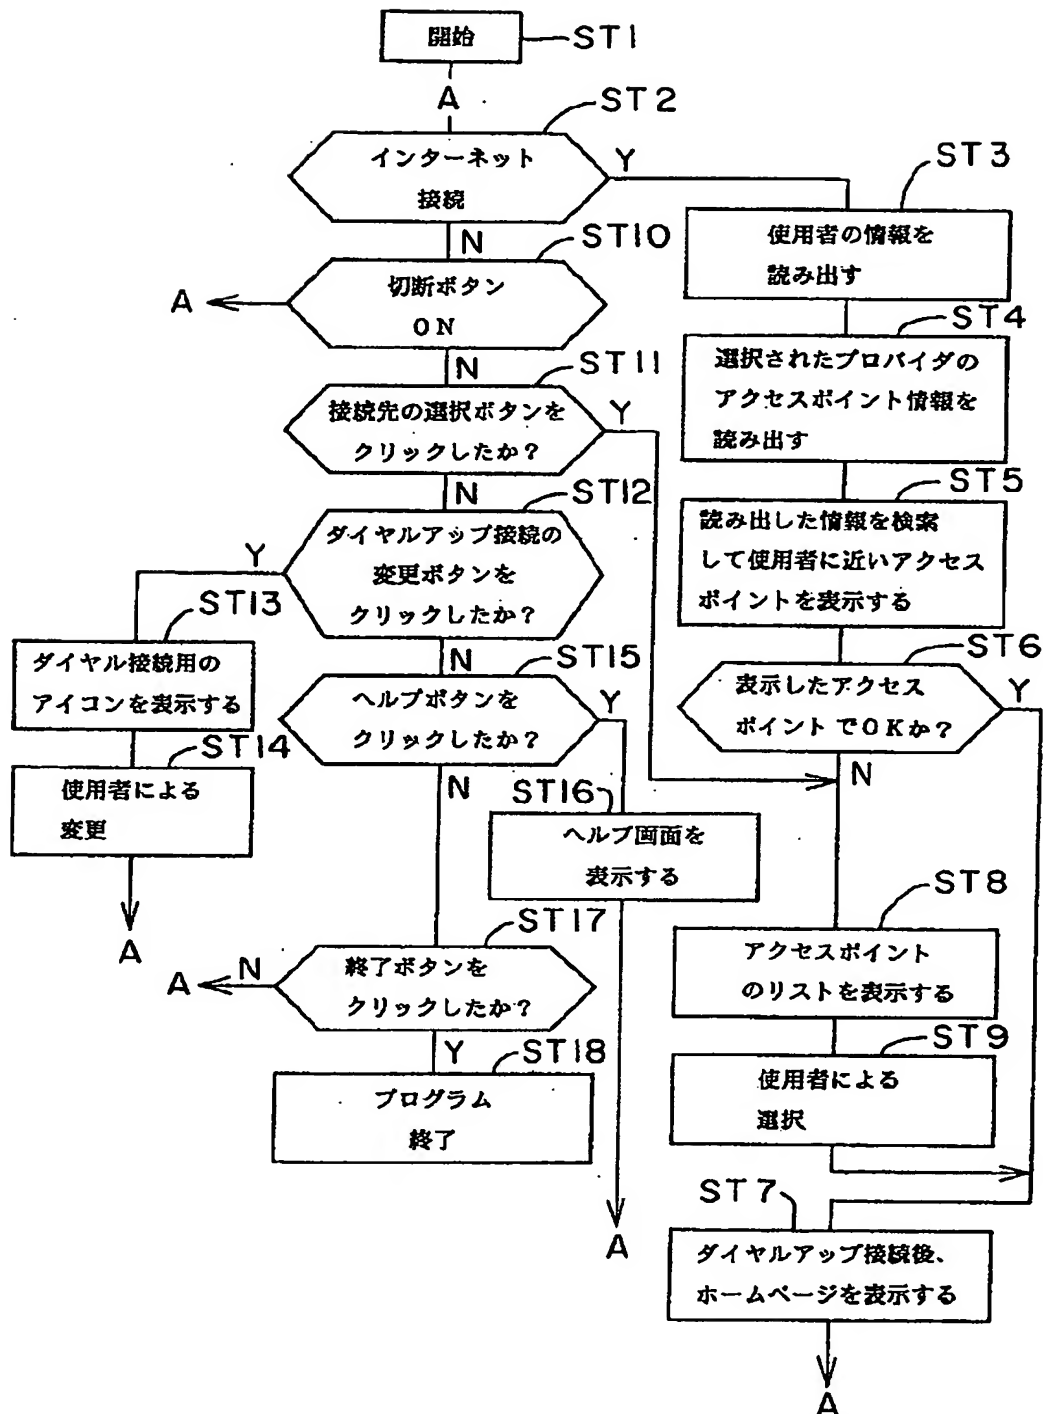 開始
ST1
A
ST2
インターネット
接続
Y
ST3
使用者の情報を
読み出す
N
ST10
切断ボタン
ON
A
ST4
選択されたプロバイダの
アクセスポイント情報を
読み出す
N
ST11
接続先の選択ボタンを
クリックしたか?
Y
ST5
読み出した情報を検索
して使用者に近いアクセス
ポイントを表示する
N
ST12
ダイヤルアップ接続の
変更ボタンを
クリックしたか?
Y
ST13
ダイヤル接続用の
アイコンを表示する
ST14
使用者による
変更
A
N
ST15
ヘルプボタンを
クリックしたか?
Y
ST6
表示したアクセス
ポイントでOKか?
Y
N
N
ST16
ヘルプ画面を
表示する
A
ST8
アクセスポイント
のリストを表示する
ST17
終了ボタンを
クリックしたか?
N
A
Y
ST18
プログラム
終了
ST9
使用者による
選択
ST7
ダイヤルアップ接続後、
ホームページを表示する
A